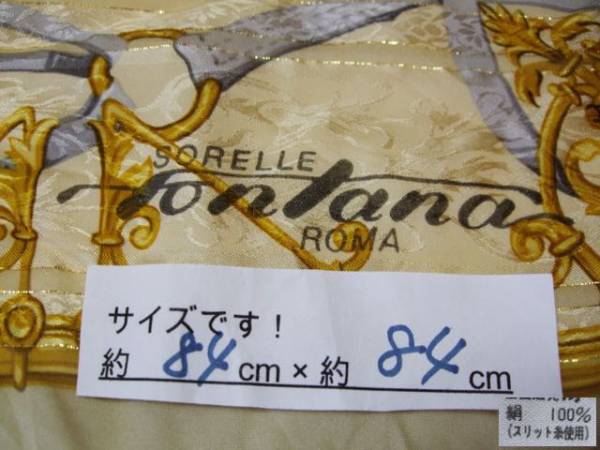 SORELLE
fontana
ROMA
サイズです！
約 84 cm × 約 84 cm
絹 100%
（スリット糸使用）